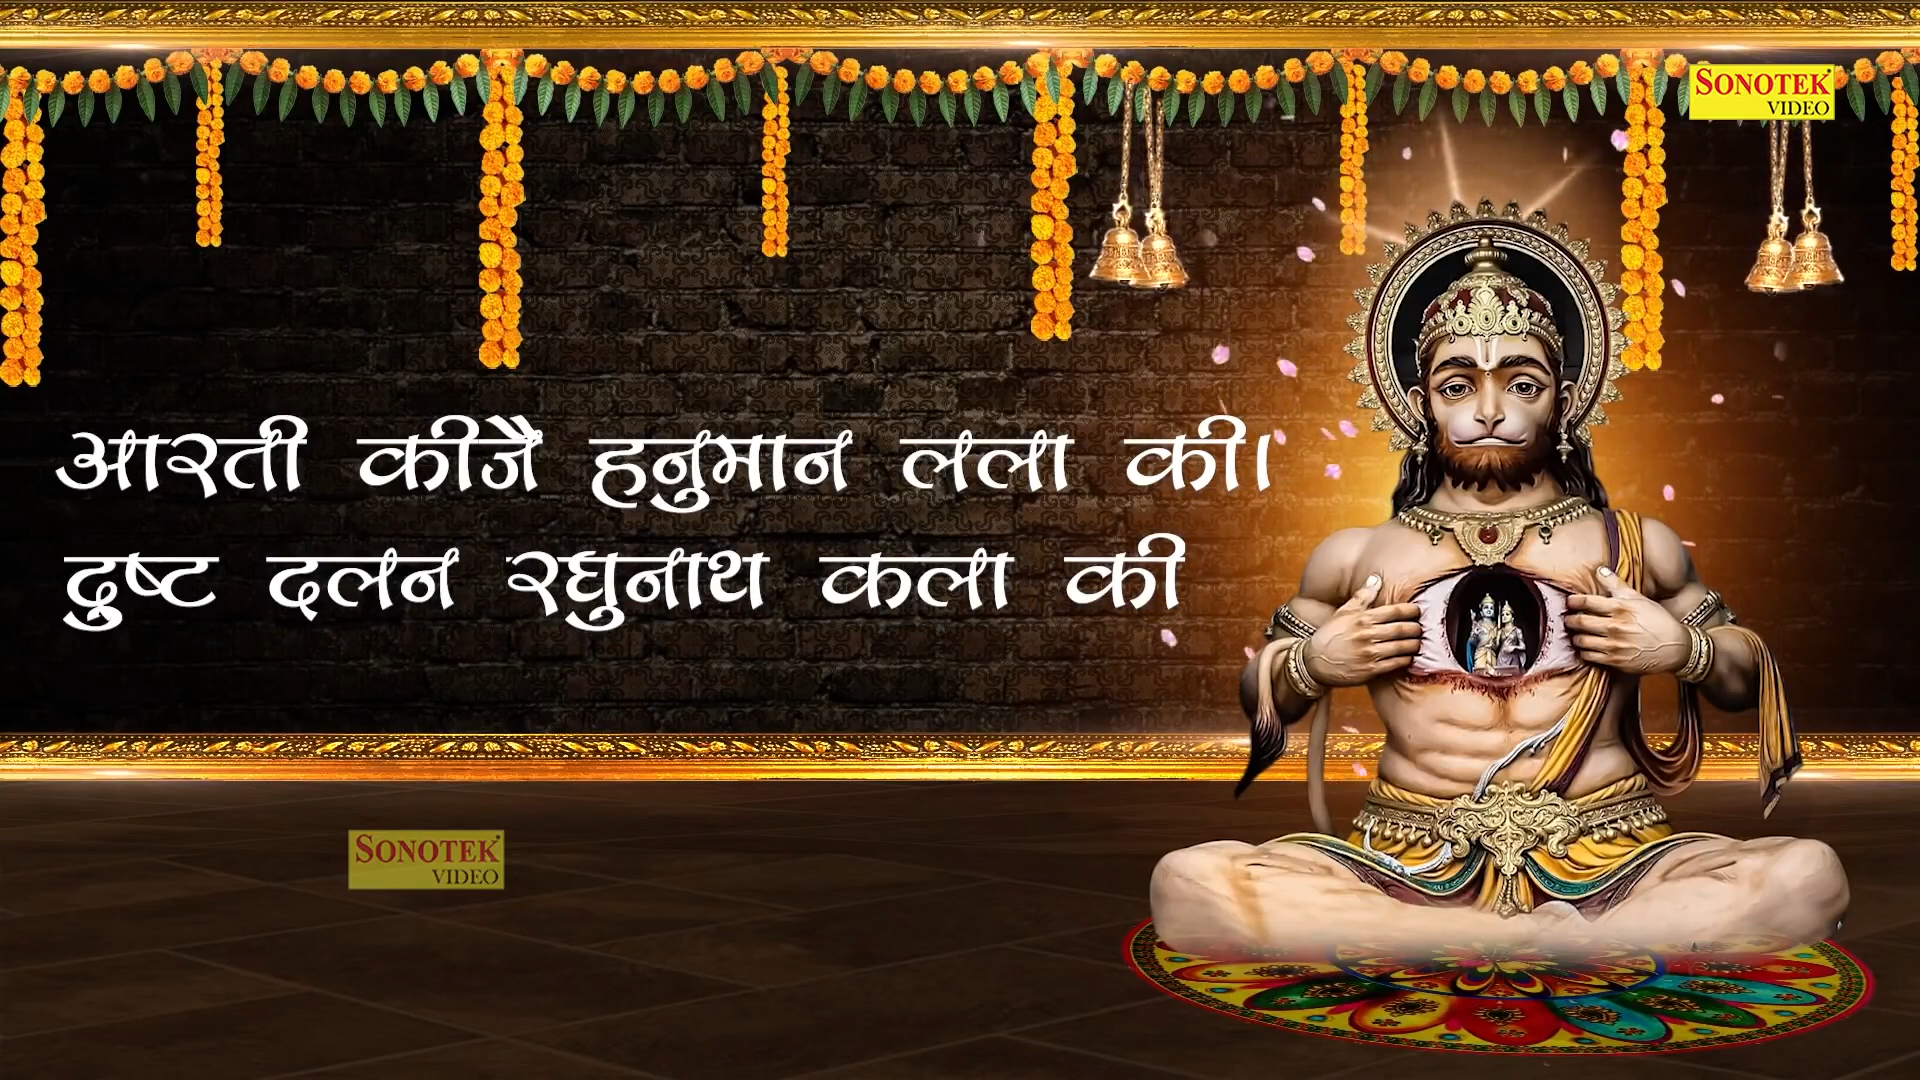 SONOTEK
VIDEO
आरती कीजै हनुमान लला की।
दुष्ट दलन रघुनाथ कला की
SONOTEK
VIDEO